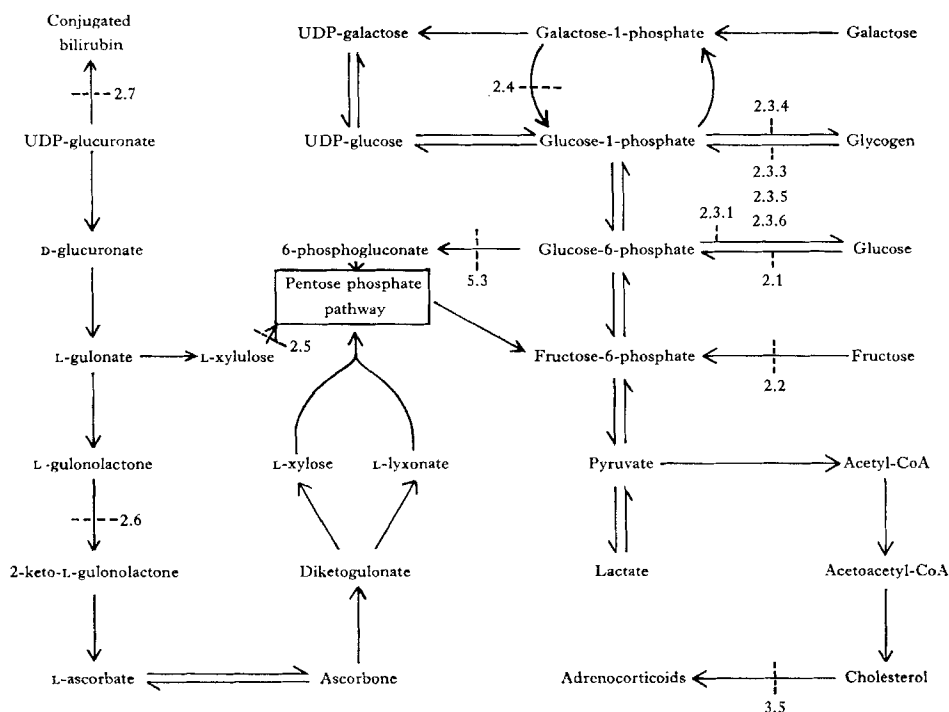 Conjugated
bilirubin
UDP-galactose
Galactose-1-phosphate
Galactose
2.7
2.4
2.3.4
UDP-glucuronate
UDP-glucose
Glucose-1-phosphate
Glycogen
2.3.3
2.3.5
2.3.6
2.3.1
D-glucuronate
6-phosphogluconate
Glucose-6-phosphate
Glucose
5.3
2.1
Pentose phosphate
pathway
2.5
L-gulonate
L-xylulose
Fructose-6-phosphate
Fructose
2.2
L-gulonolactone
L-xylose
L-lyxonate
Pyruvate
Acetyl-CoA
2.6
2-keto-L-gulonolactone
Diketogulonate
Lactate
Acetoacetyl-CoA
L-ascorbate
Ascorbone
Adrenocorticoids
Cholesterol
3.5